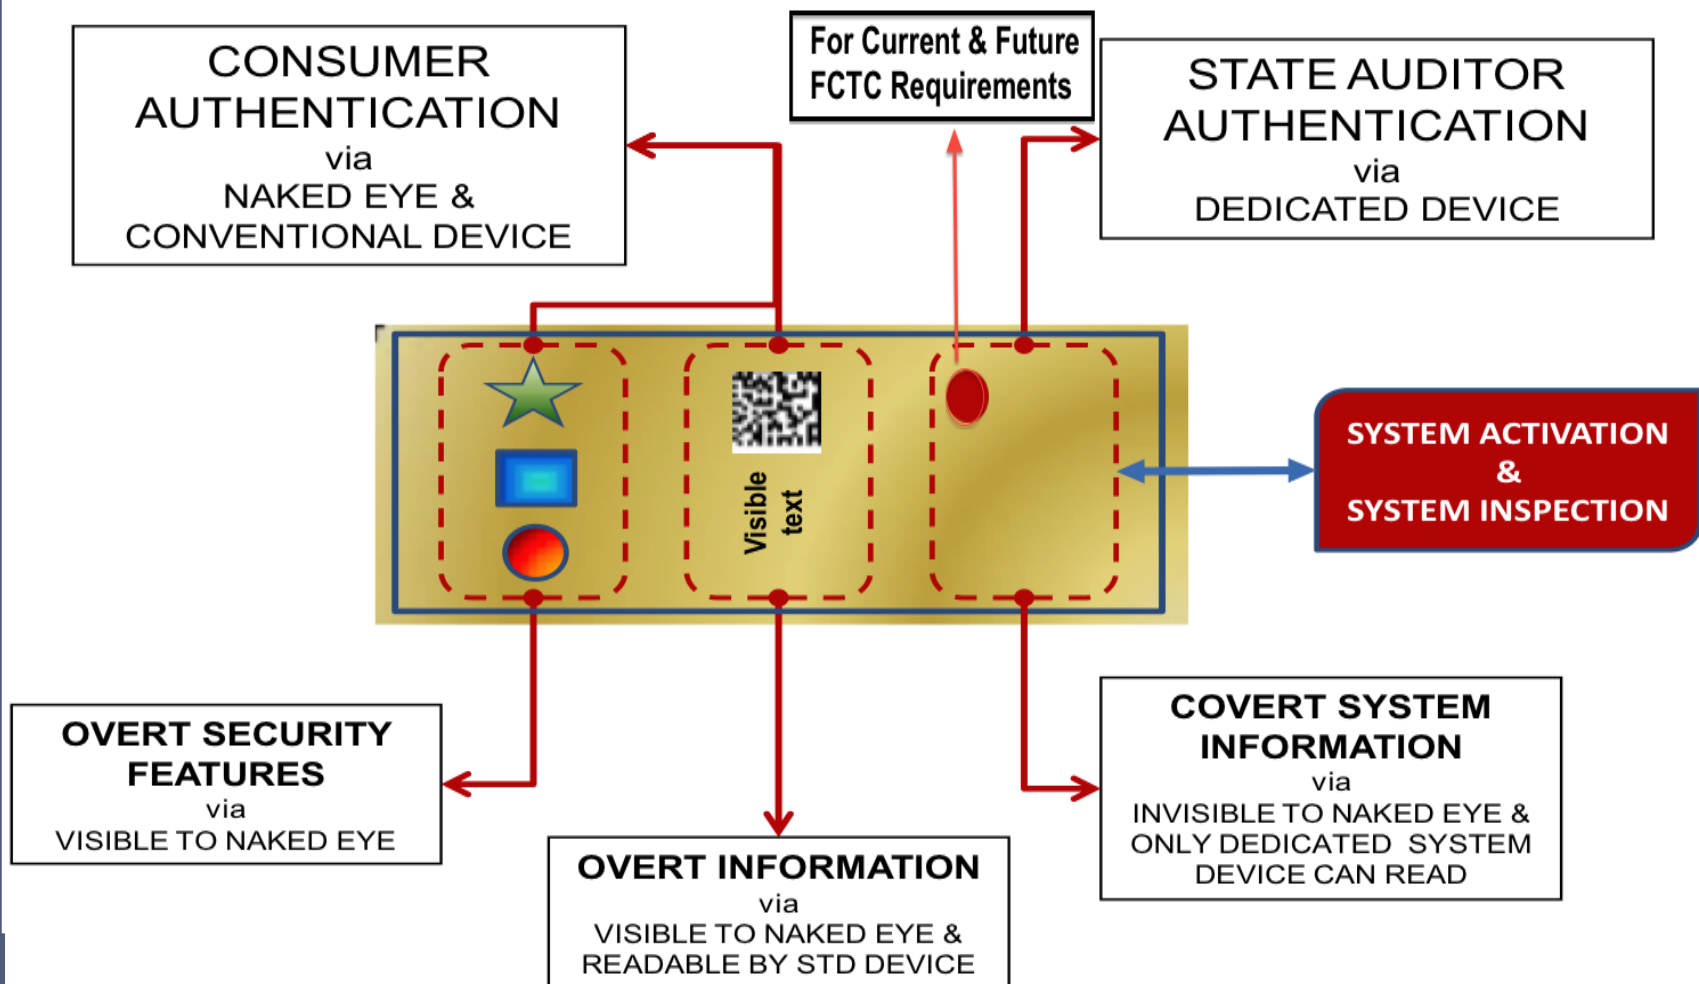 CONSUMER
AUTHENTICATION
via
NAKED EYE &
CONVENTIONAL DEVICE
For Current & Future
FCTC Requirements
STATE AUDITOR
AUTHENTICATION
via
DEDICATED DEVICE
Visible
text
SYSTEM ACTIVATION
&
SYSTEM INSPECTION
OVERT SECURITY
FEATURES
via
VISIBLE TO NAKED EYE
OVERT INFORMATION
via
VISIBLE TO NAKED EYE &
READABLE BY STD DEVICE
COVERT SYSTEM
INFORMATION
via
INVISIBLE TO NAKED EYE &
ONLY DEDICATED SYSTEM
DEVICE CAN READ